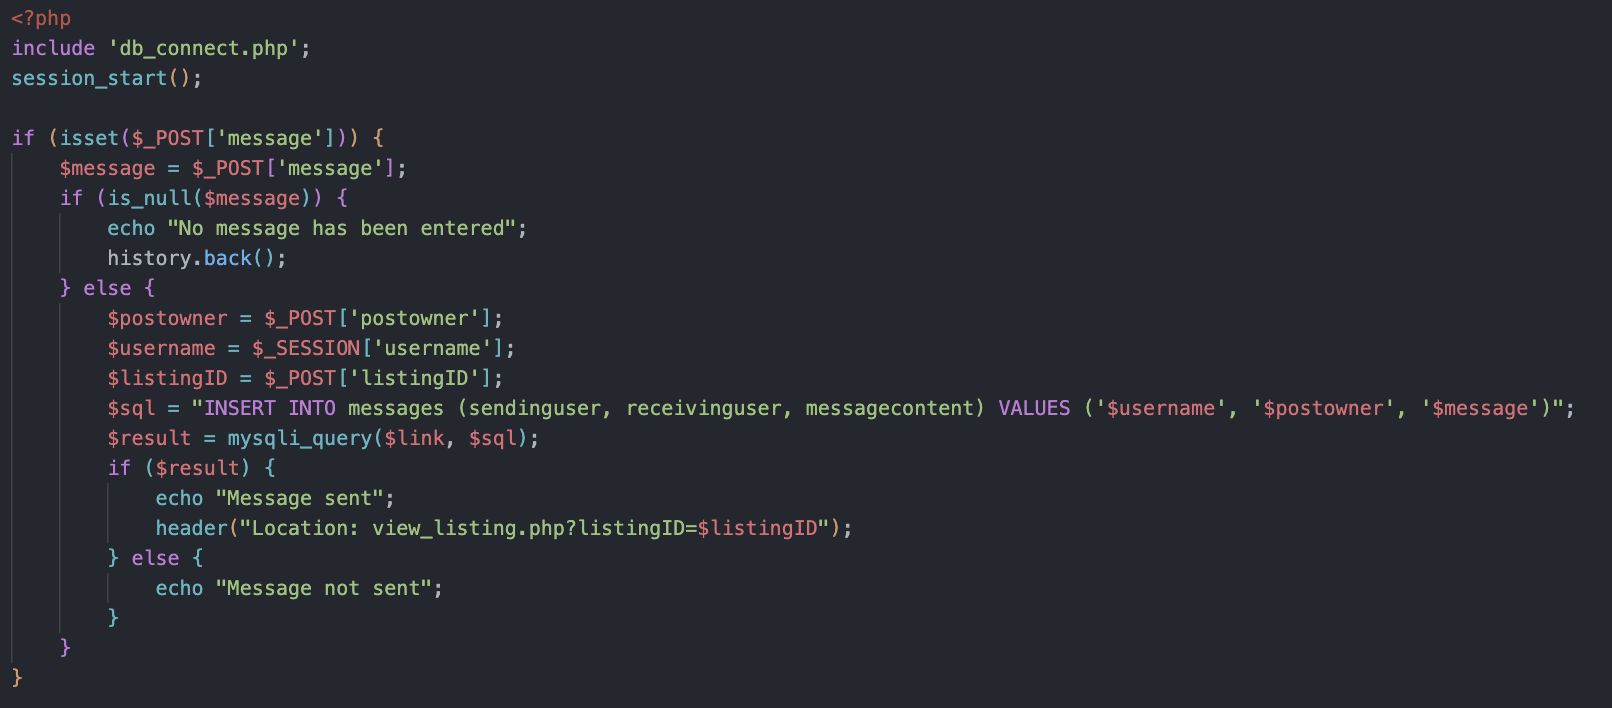 <?php
include 'db_connect.php';
session_start();
if (isset($_POST['message'])) {
$message = $_POST['message'];
if (is_null($message)) {
echo "No message has been entered";
history.back();
} else {
$postowner = $_POST['postowner'];
$username = $_SESSION['username'];
$listingID = $_POST['listingID'];
$sql = "INSERT INTO messages (sendinguser, receivinguser, messagecontent) VALUES ('$username', '$postowner', '$message')";
$result = mysqli_query($link, $sql);
if ($result) {
echo "Message sent";
header("Location: view_listing.php?listingID=$listingID");
} else {
echo "Message not sent";
}
}
}